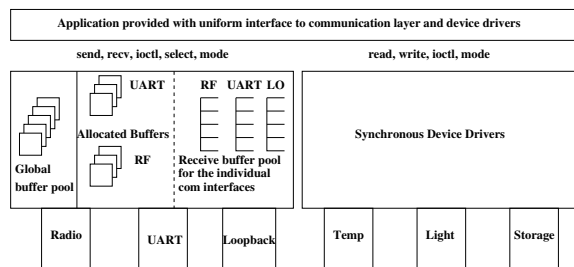 Application provided with uniform interface to communication layer and device drivers
send, recv, ioctl, select, mode
read, write, ioctl, mode
UART
RF UART LO
Allocated Buffers
Synchronous Device Drivers
RF
Global
buffer pool
Receive buffer pool
for the individual
com interfaces
Radio
UART
Loopback
Temp
Light
Storage